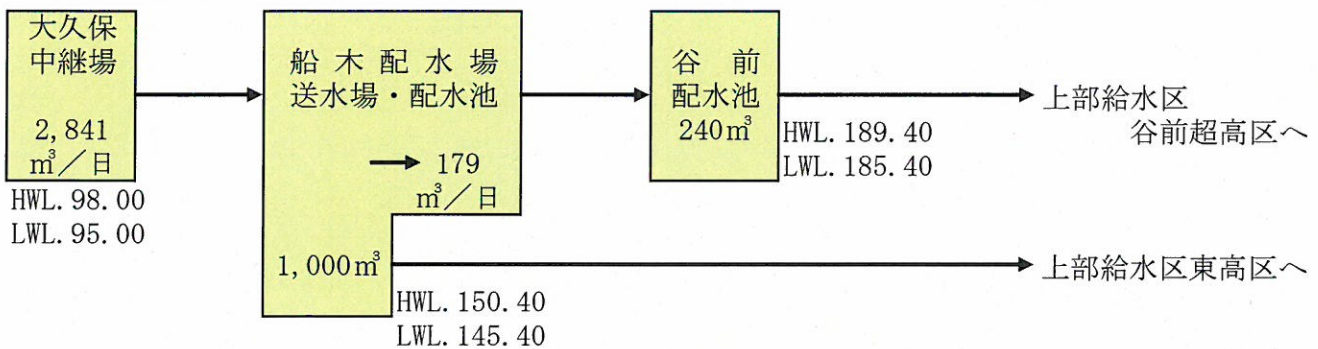 大久保
中継場
2,841
m³／日
HWL.98.00
LWL.95.00
船木配水場
送水場・配水池
179
m³／日
1,000m³
HWL.150.40
LWL.145.40
谷前
配水池
240m³
HWL.189.40
LWL.185.40
上部給水区
谷前超高区へ
上部給水区東高区へ